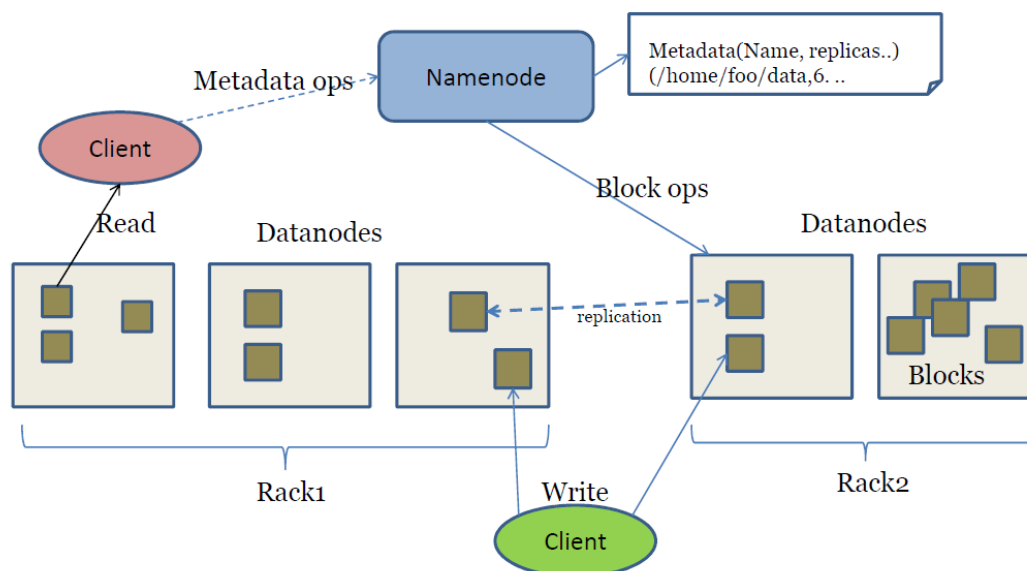 Metadata(Name, replicas..)
(/home/foo/data,6. ..
Namenode
Metadata ops
Client
Block ops
Read
Datanodes
Datanodes
replication
Blocks
Rack1
Write
Rack2
Client